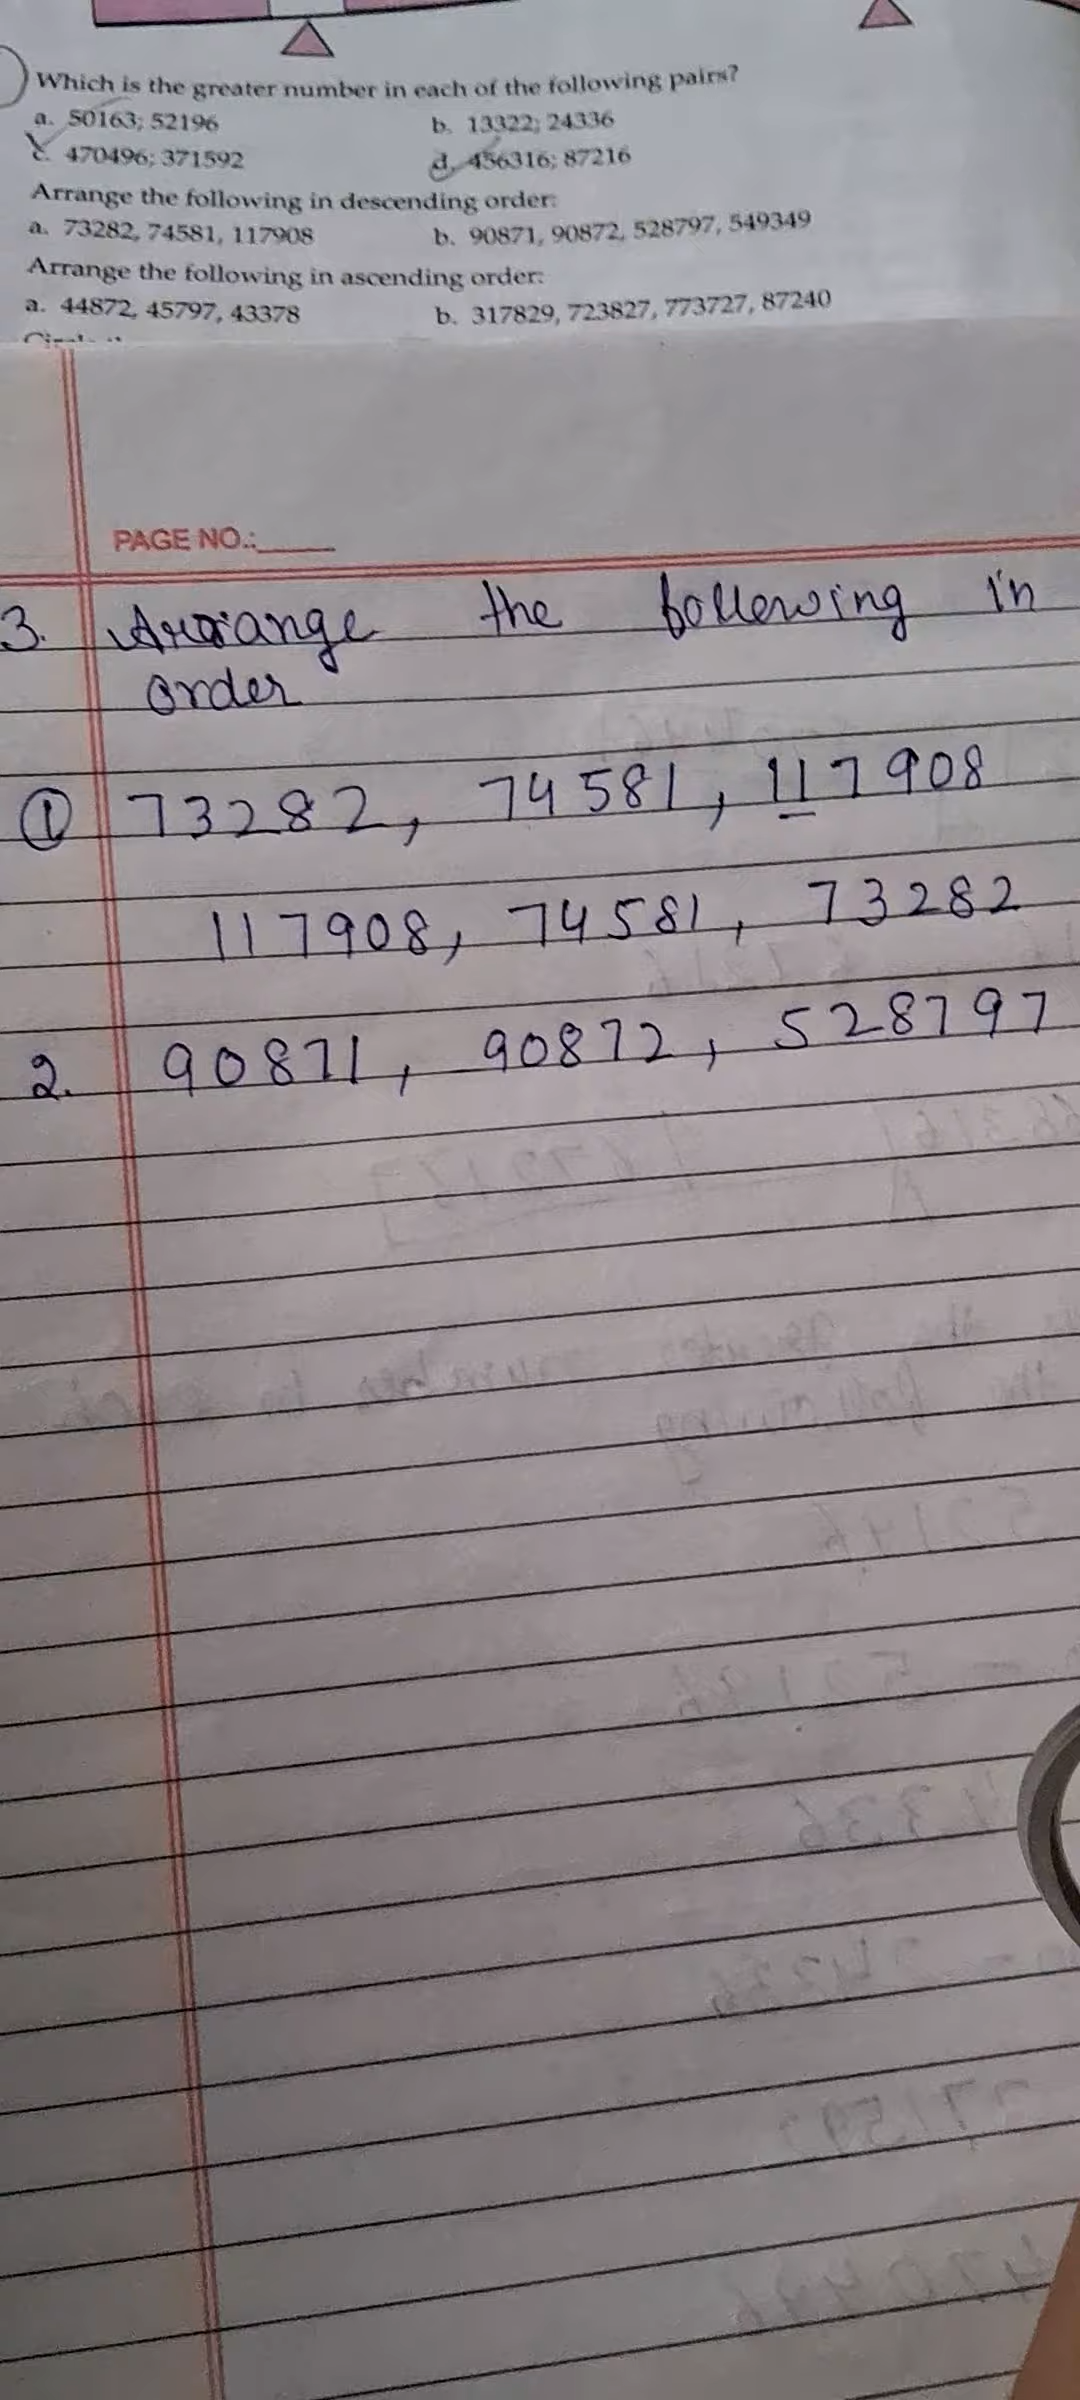 Which is the greater number in each of the following pairs?
a. 50163; 52196 b. 13322; 24336
c. 470496; 371592 d. 456316; 87216
Arrange the following in descending order:
a. 73282, 74581, 117908 b. 90871, 90872, 528797, 549349
Arrange the following in ascending order:
a. 44872, 45797, 43378 b. 317829, 723827, 773727, 87240
PAGE NO.:
3. Arrange the following in
order
1 73282, 74581, 117908
117908, 74581, 73282
2. 90871, 90872, 528797